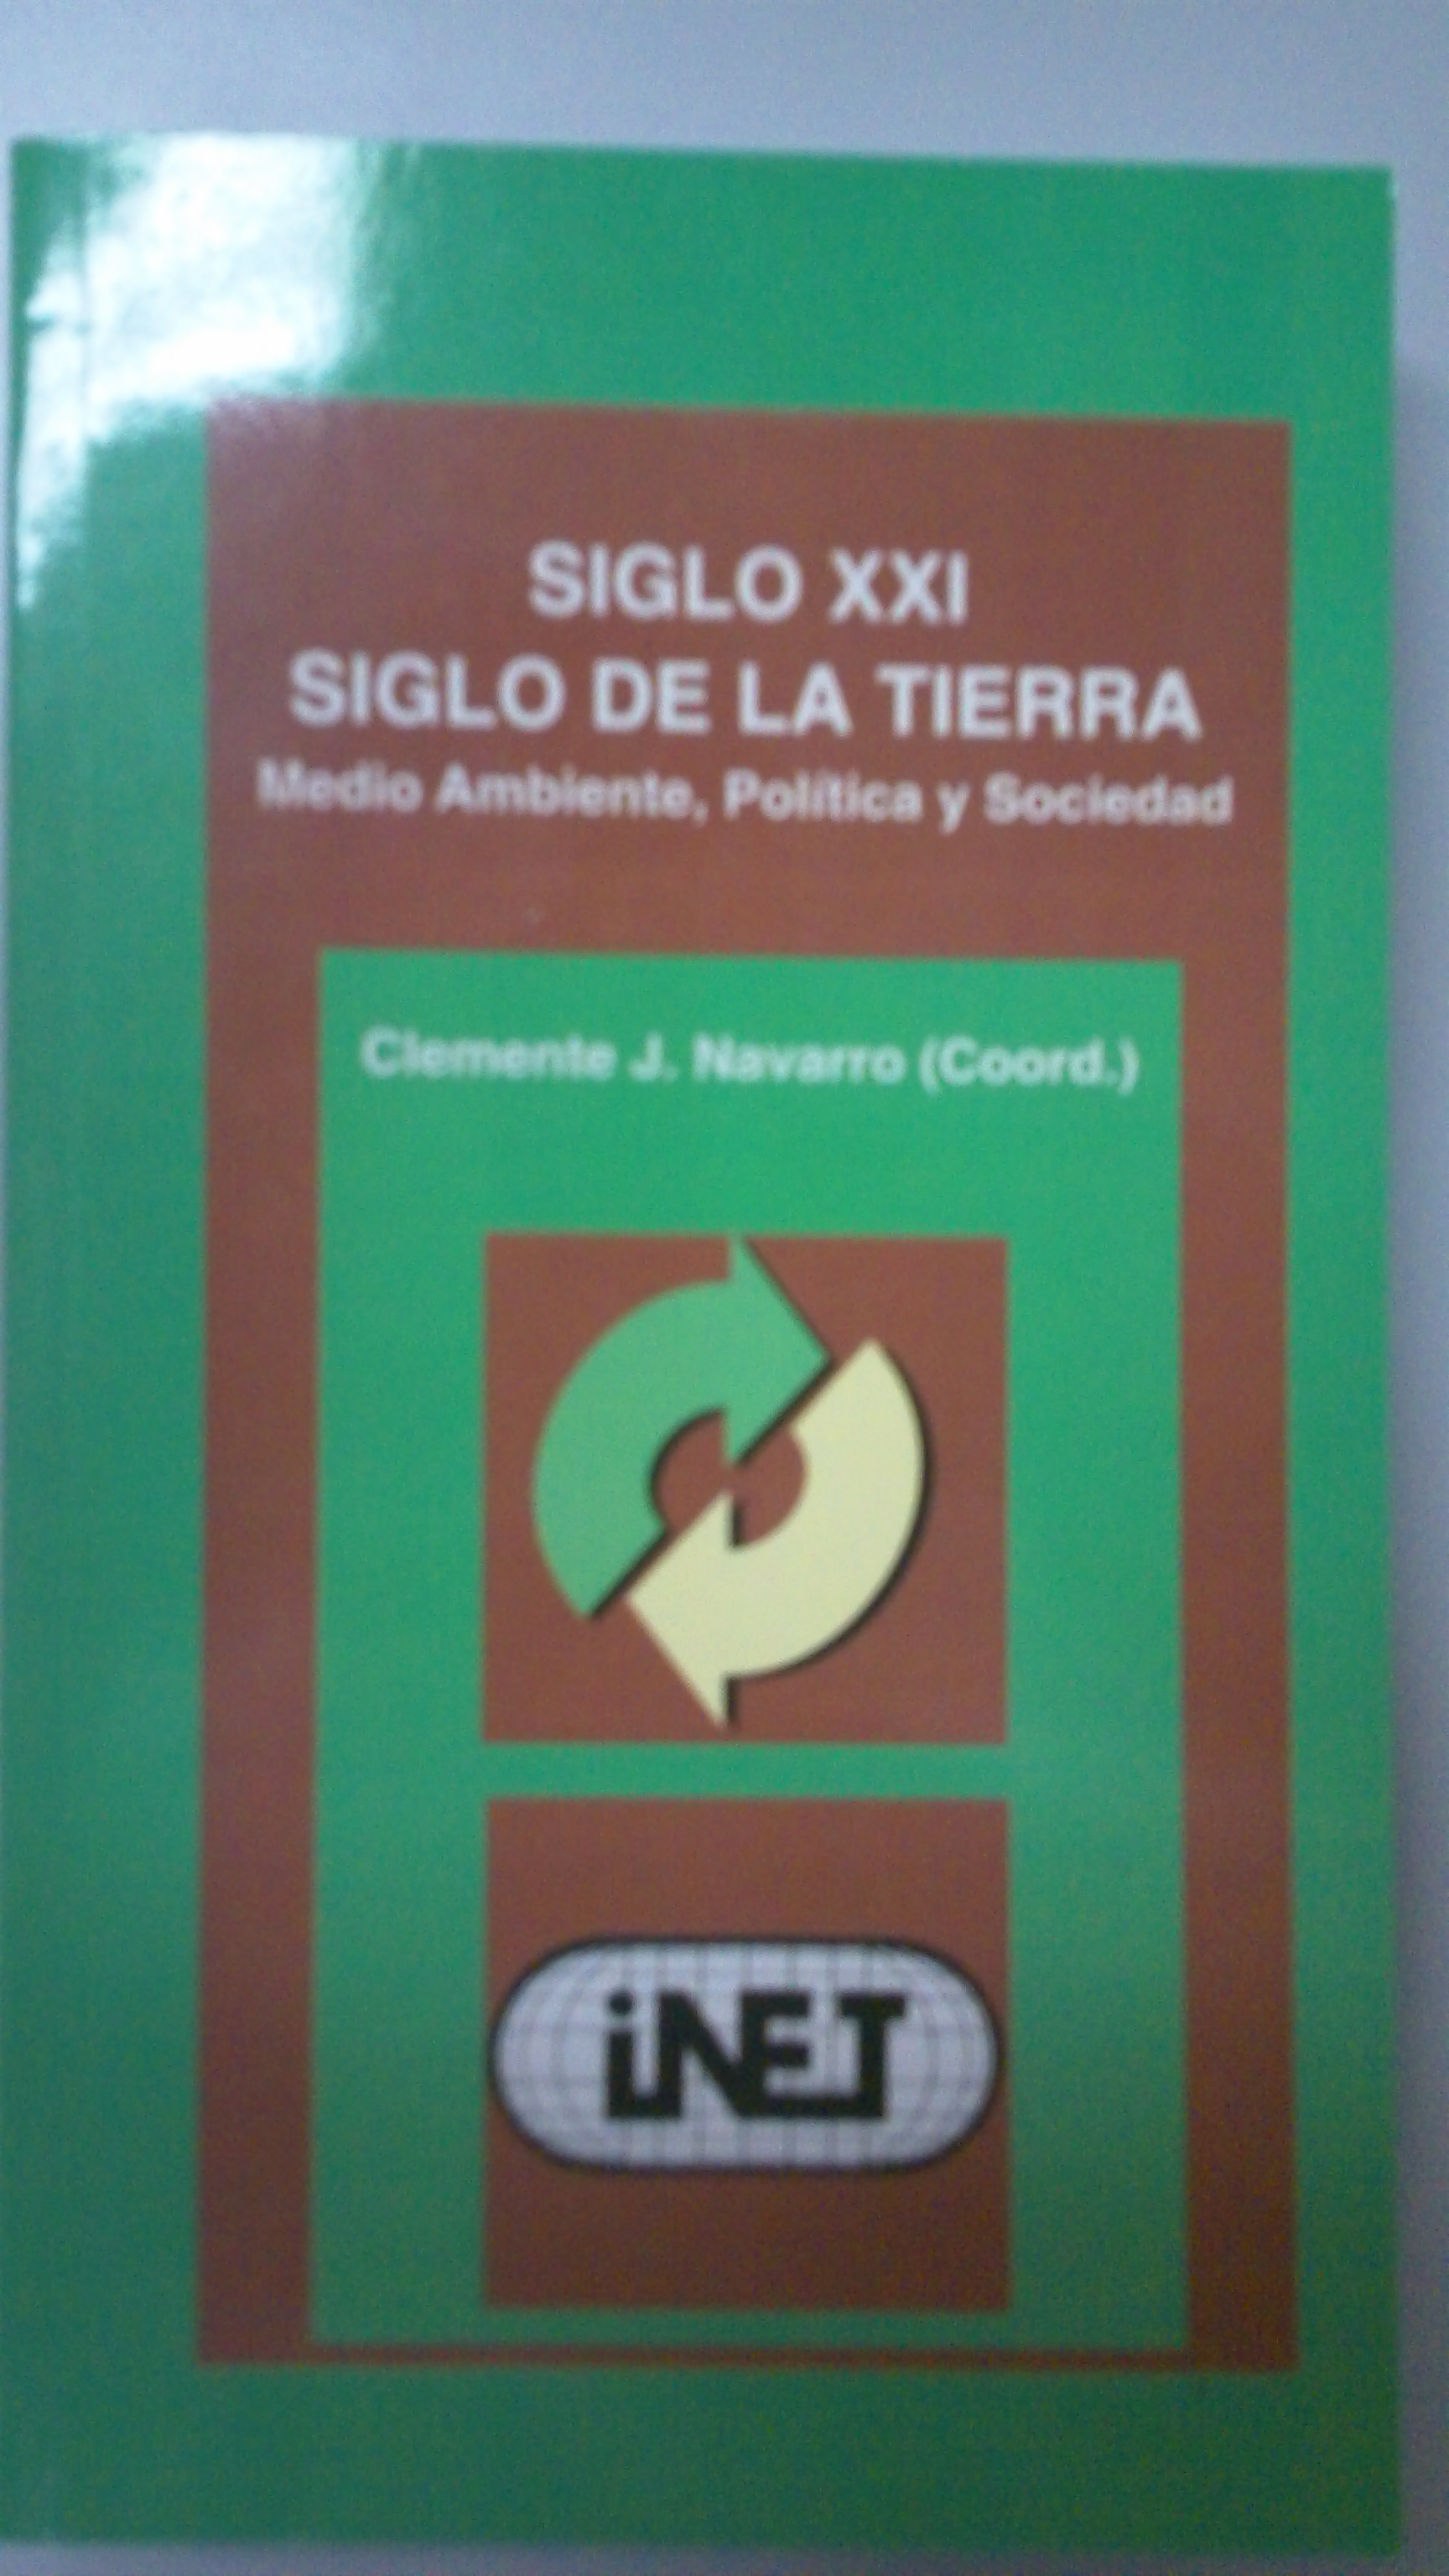 SIGLO XXI
SIGLO DE LA TIERRA
Medio Ambiente, Política y Sociedad
Clemente J. Navarro (Coord.)
iNET